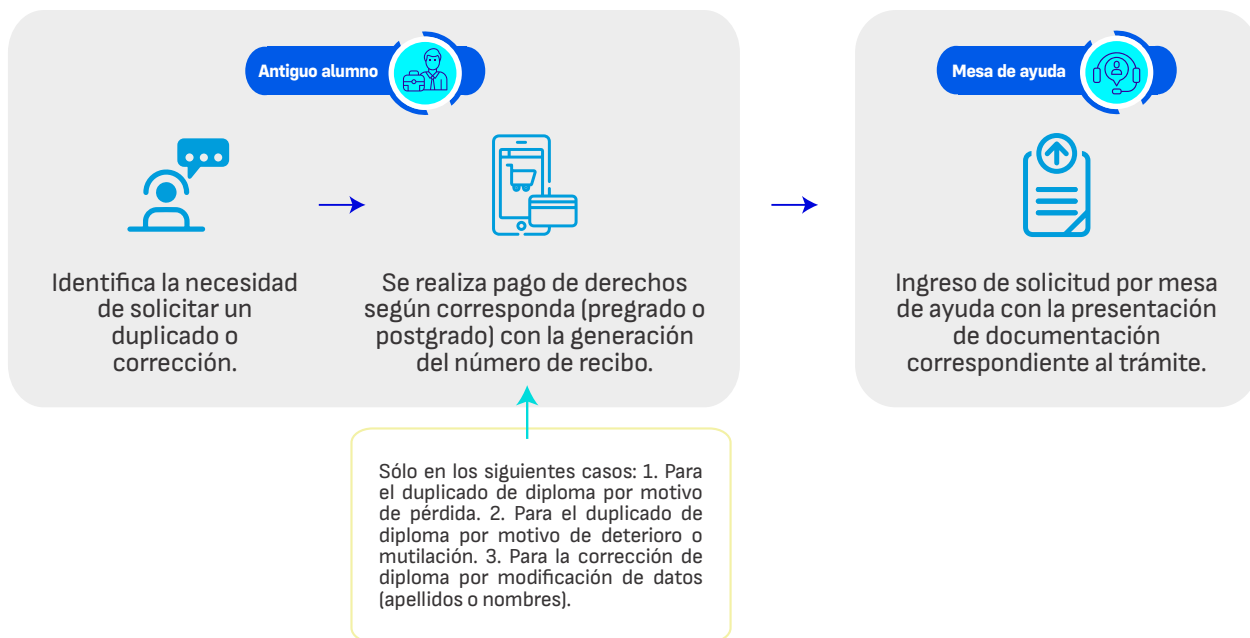 Antiguo alumno
Mesa de ayuda
Identifica la necesidad
de solicitar un
duplicado o
corrección.
Se realiza pago de derechos
según corresponda (pregrado o
postgrado) con la generación
del número de recibo.
Ingreso de solicitud por mesa
de ayuda con la presentación
de documentación
correspondiente al trámite.
Sólo en los siguientes casos: 1. Para
el duplicado de diploma por motivo
de pérdida. 2. Para el duplicado de
diploma por motivo de deterioro o
mutilación. 3. Para la corrección de
diploma por modificación de datos
(apellidos o nombres).